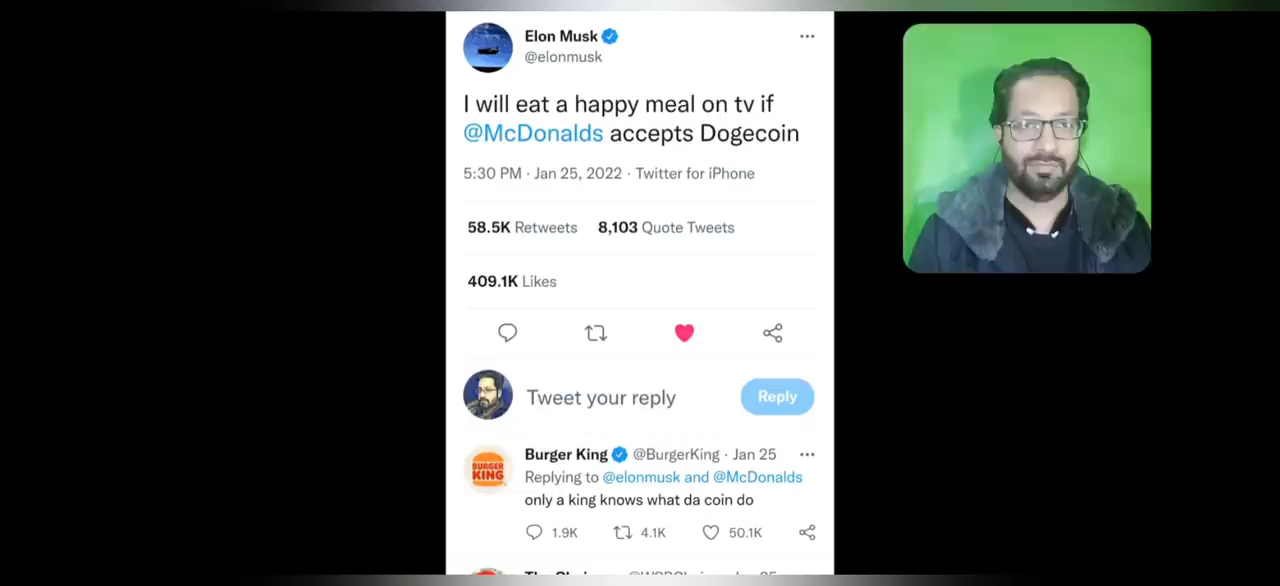 Elon Musk
@elonmusk
I will eat a happy meal on tv if
@McDonalds accepts Dogecoin
5:30 PM · Jan 25, 2022 · Twitter for iPhone
58.5K Retweets 8,103 Quote Tweets
409.1K Likes
Tweet your reply
Reply
Burger King @BurgerKing · Jan 25
Replying to @elonmusk and @McDonalds
only a king knows what da coin do
1.9K 4.1K 50.1K
BURGER
KING